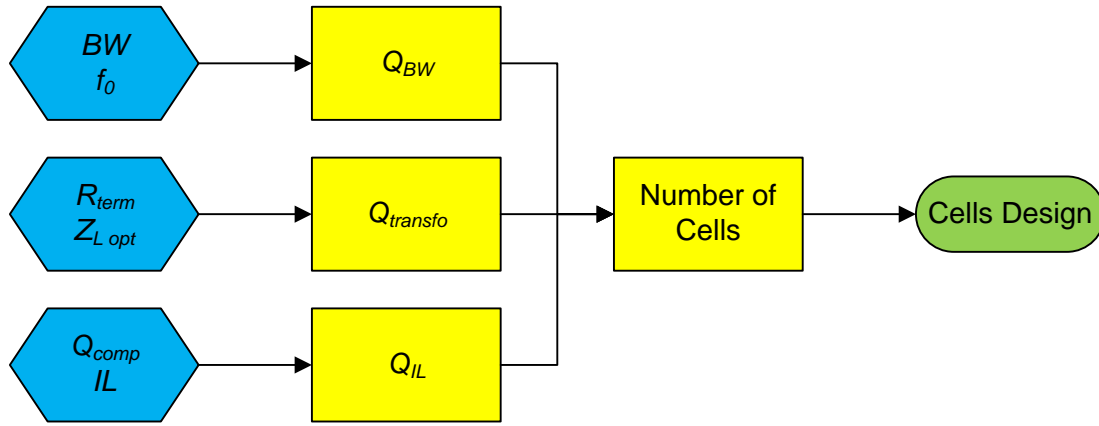 BW
f0
QBW
Rterm
ZL opt
Qtransfo
Number of
Cells
Cells Design
Qcomp
IL
QIL